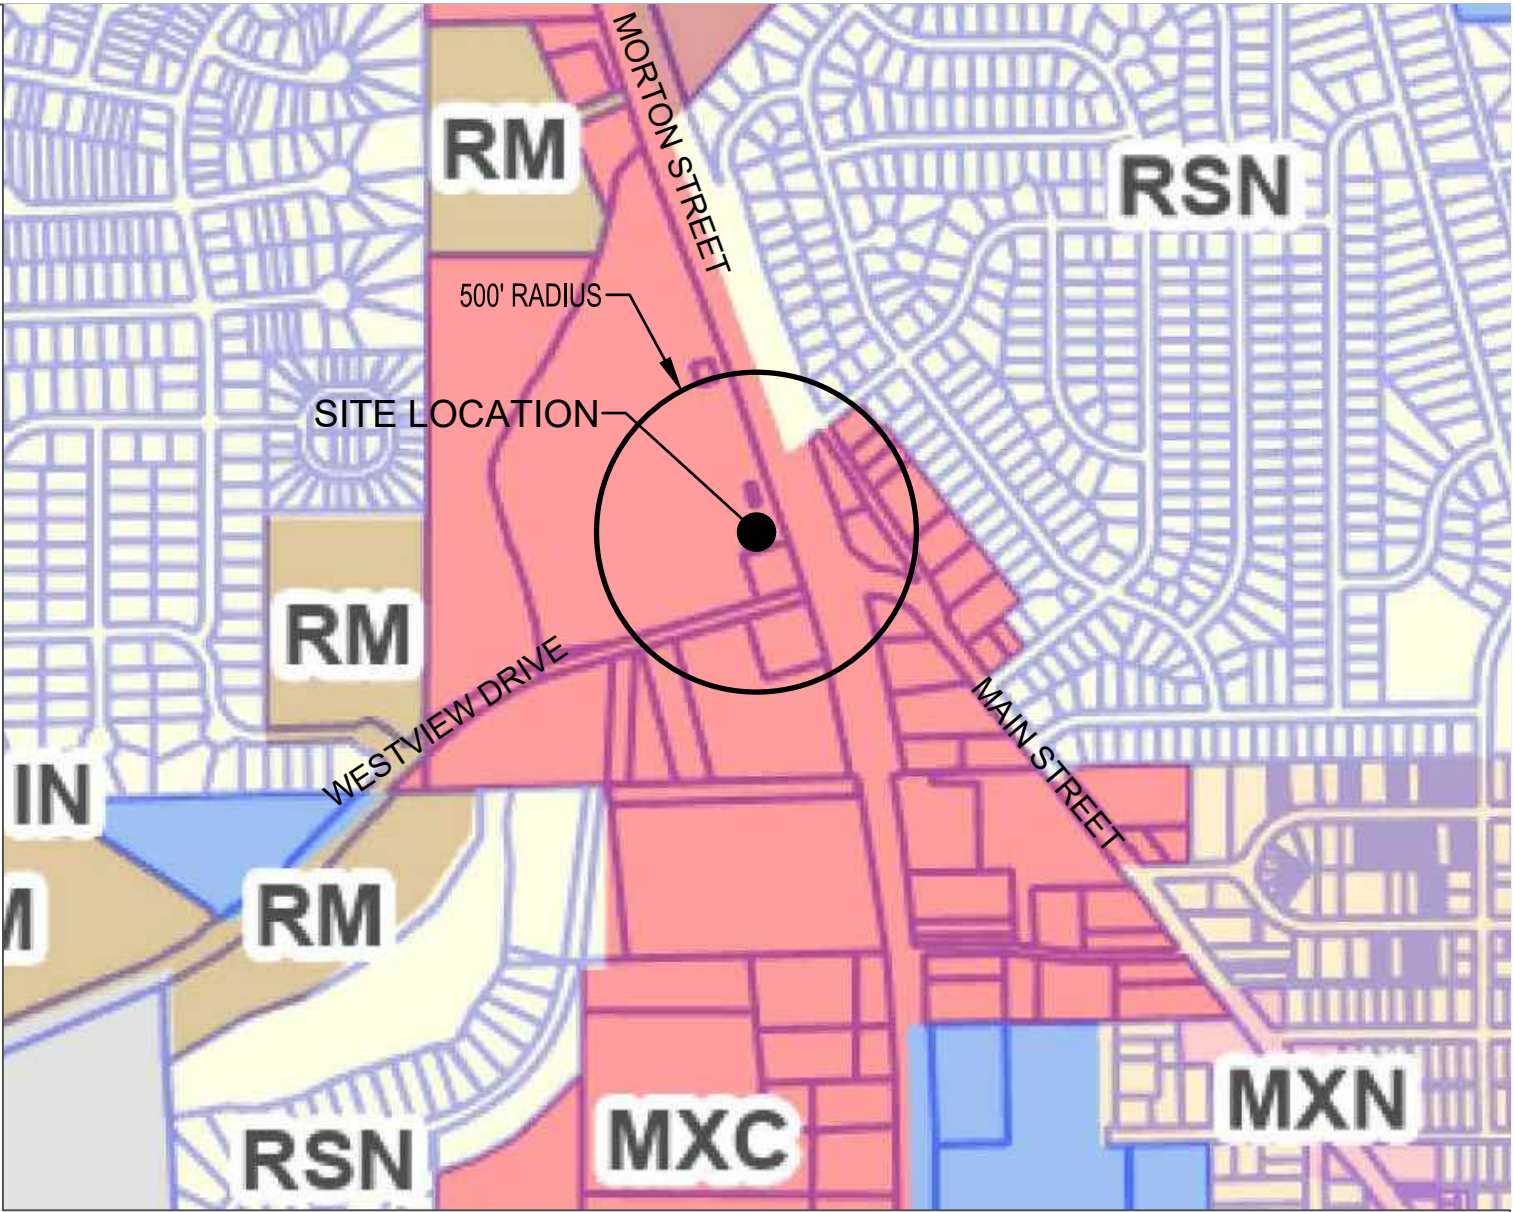 MORTON STREET
RM
RSN
500' RADIUS
SITE LOCATION
RM
WESTVIEW DRIVE
MAIN STREET
IN
RM
M
MXC
MXN
RSN